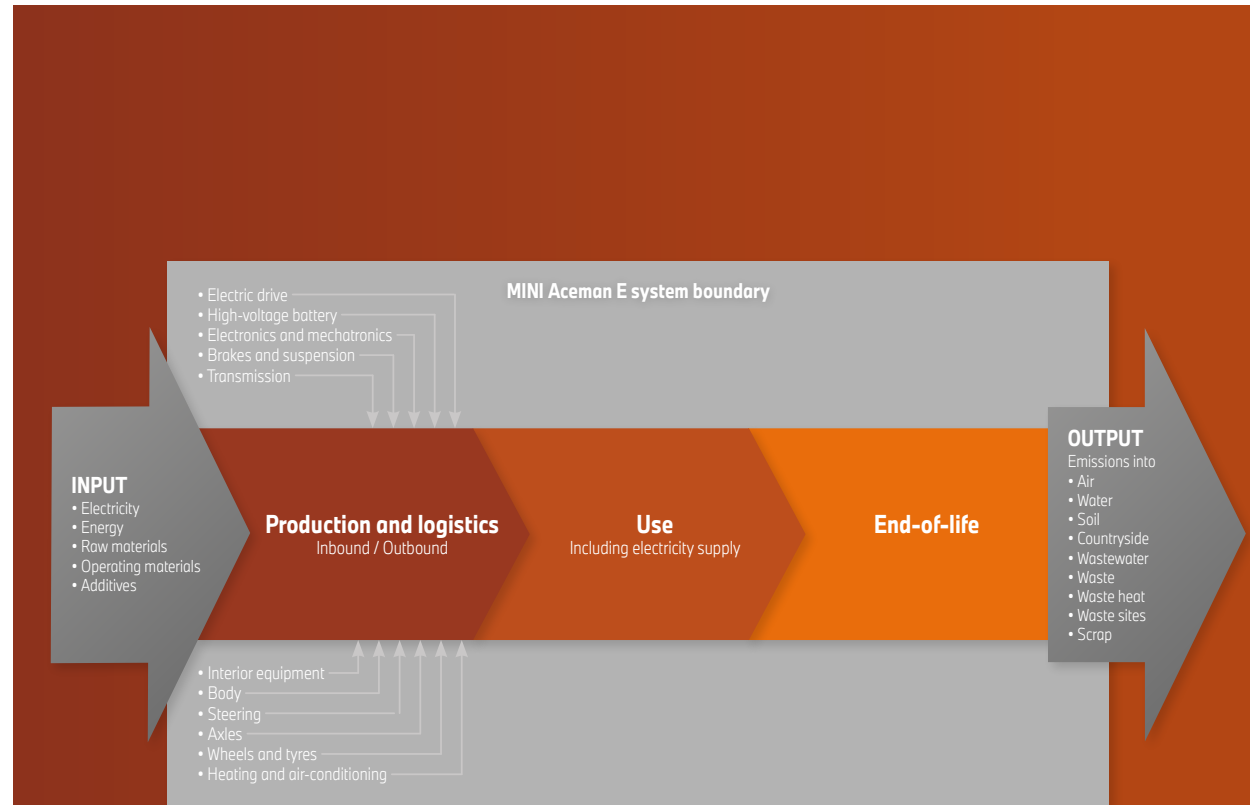 MINI Aceman E system boundary
• Electric drive
• High-voltage battery
• Electronics and mechatronics
• Brakes and suspension
• Transmission
INPUT
• Electricity
• Energy
• Raw materials
• Operating materials
• Additives
Production and logistics
Inbound / Outbound
Use
Including electricity supply
End-of-life
OUTPUT
Emissions into
• Air
• Water
• Soil
• Countryside
• Wastewater
• Waste
• Waste heat
• Waste sites
• Scrap
• Interior equipment
• Body
• Steering
• Axles
• Wheels and tyres
• Heating and air-conditioning